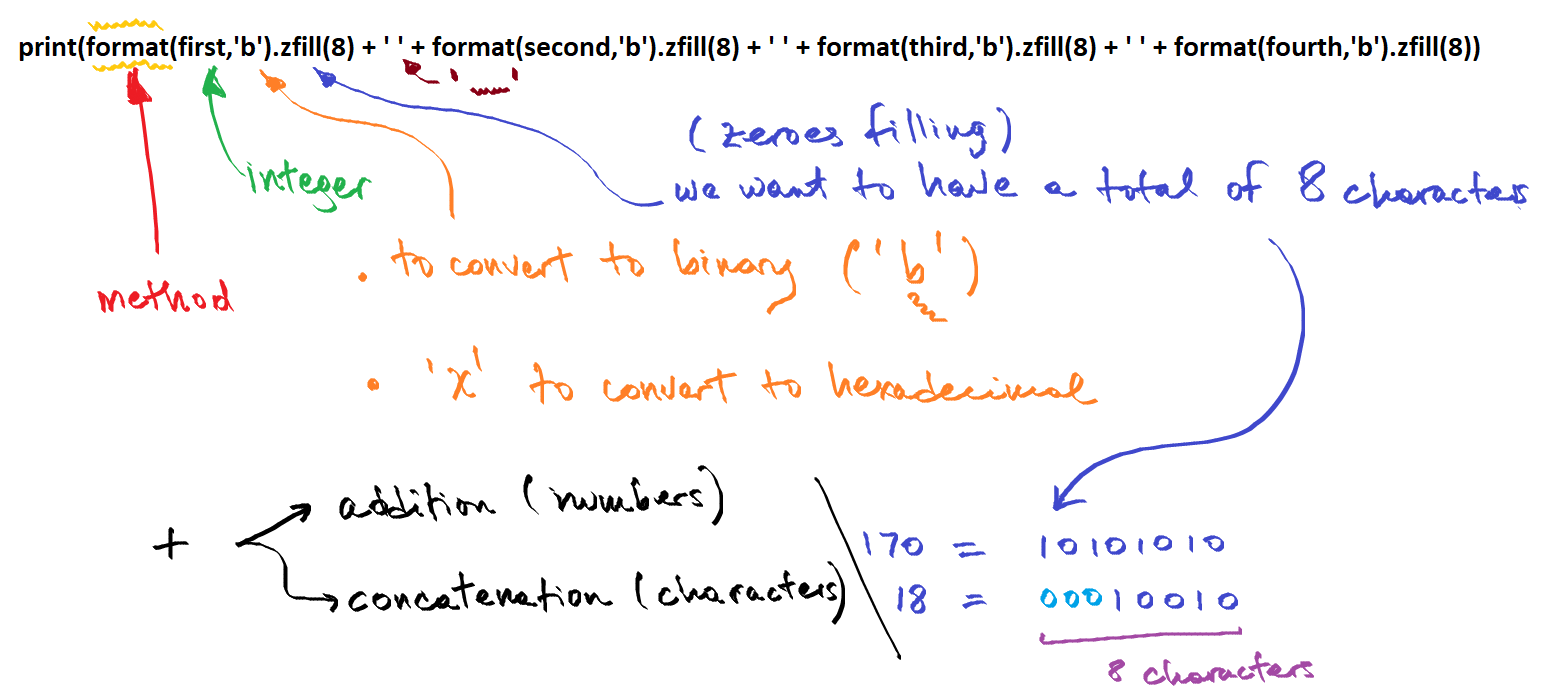 print(format(first,'b').zfill(8) + ' ' + format(second,'b').zfill(8) + ' ' + format(third,'b').zfill(8) + ' ' + format(fourth,'b').zfill(8))
' '
(zeroes filling)
integer
we want to have a total of 8 characters
• to convert to binary ('b')
method
• 'x' to convert to hexadecimal
addition (numbers)
+
concatenation (characters)
170 = 10101010
18 = 00010010
8 characters